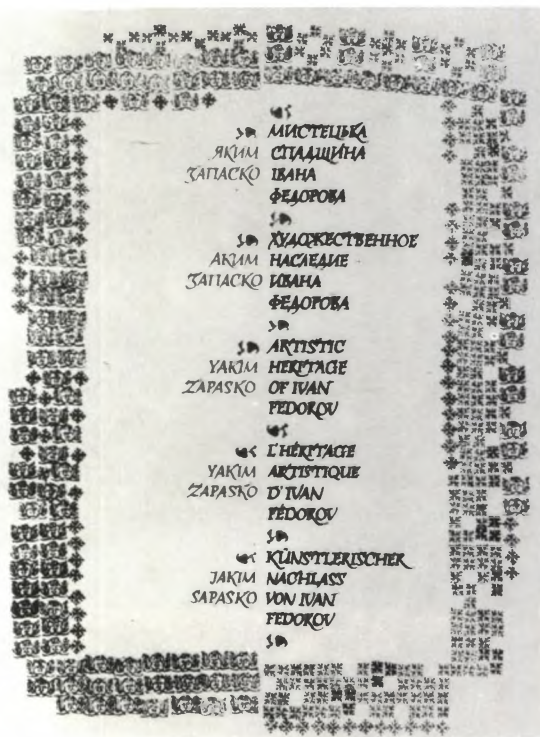 МИСТЕЦЬКА
ЯКИМ СПАДЩИНА
ЗАПАСКО ІВАНА
ФЕДОРОВА
ХУДОЖЕСТВЕННОЕ
АКИМ НАСЛЕДИЕ
ЗАПАСКО ИВАНА
ФЕДОРОВА
ARTISTIC
YAKIM HERITAGE
ZAPASKO OF IVAN
FEDOROV
L'HÉRITAGE
YAKIM ARTISTIQUE
ZAPASKO D'IVAN
FÉDOROV
KÜNSTLERISCHER
JAKIM NACHLASS
SAPASKO VON IVAN
FEDOROV